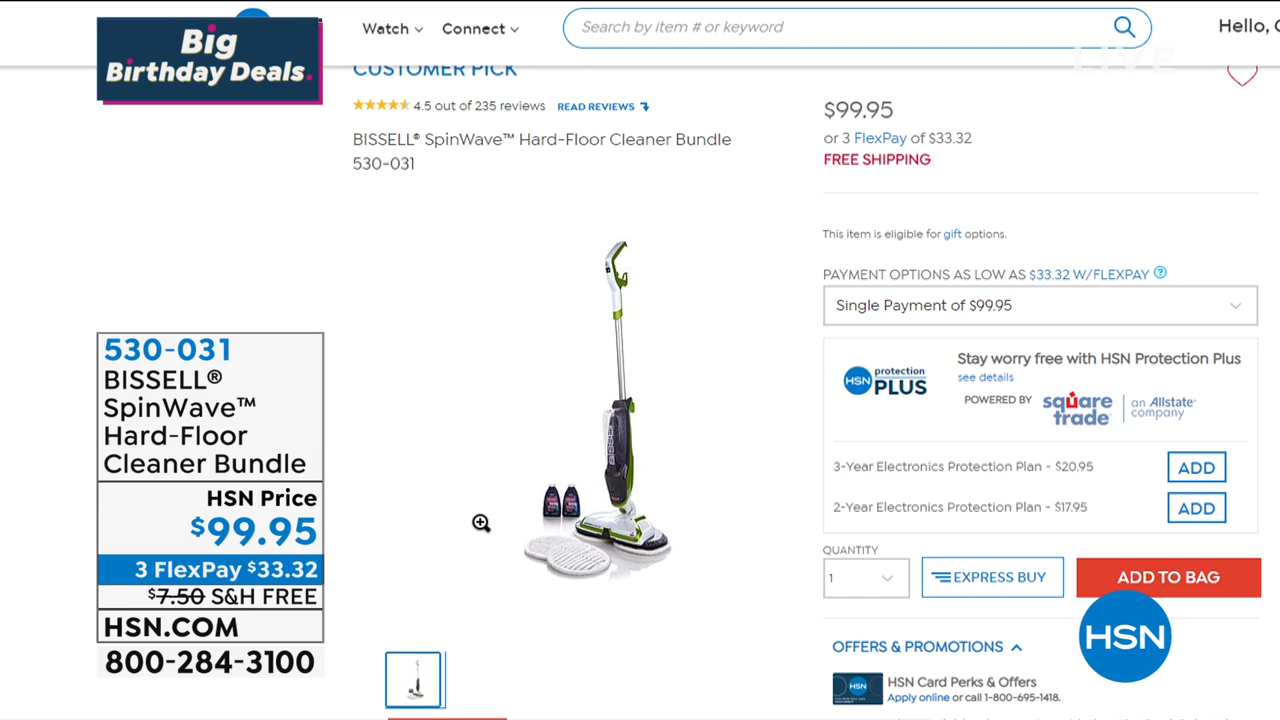 Big
Birthday Deals.
Watch
Connect
Search by item # or keyword
Hello,
LIVE
CUSTOMER PICK
4.5 out of 235 reviews
READ REVIEWS
BISSELL® SpinWave™ Hard-Floor Cleaner Bundle
530-031
$99.95
or 3 FlexPay of $33.32
FREE SHIPPING
This item is eligible for gift options.
PAYMENT OPTIONS AS LOW AS $33.32 W/FLEXPAY ?
Single Payment of $99.95
HSN protection PLUS
Stay worry free with HSN Protection Plus
see details
POWERED BY square trade an Allstate company
3-Year Electronics Protection Plan - $20.95 ADD
2-Year Electronics Protection Plan - $17.95 ADD
QUANTITY
1
EXPRESS BUY
ADD TO BAG
OFFERS & PROMOTIONS
HSN
HSN
HSN Card Perks & Offers
Apply online or call 1-800-695-1418.
530-031
BISSELL®
SpinWave™
Hard-Floor
Cleaner Bundle
HSN Price
$99.95
3 FlexPay $33.32
$7.50 S&H FREE
HSN.COM
800-284-3100
BISSELL